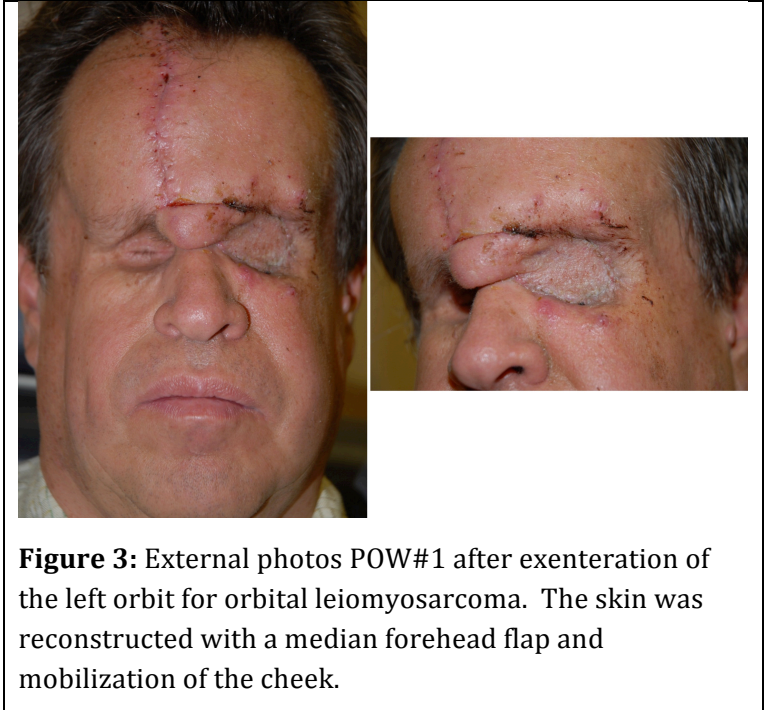 Figure 3: External photos POW#1 after exenteration of
the left orbit for orbital leiomyosarcoma.  The skin was
reconstructed with a median forehead flap and
mobilization of the cheek.